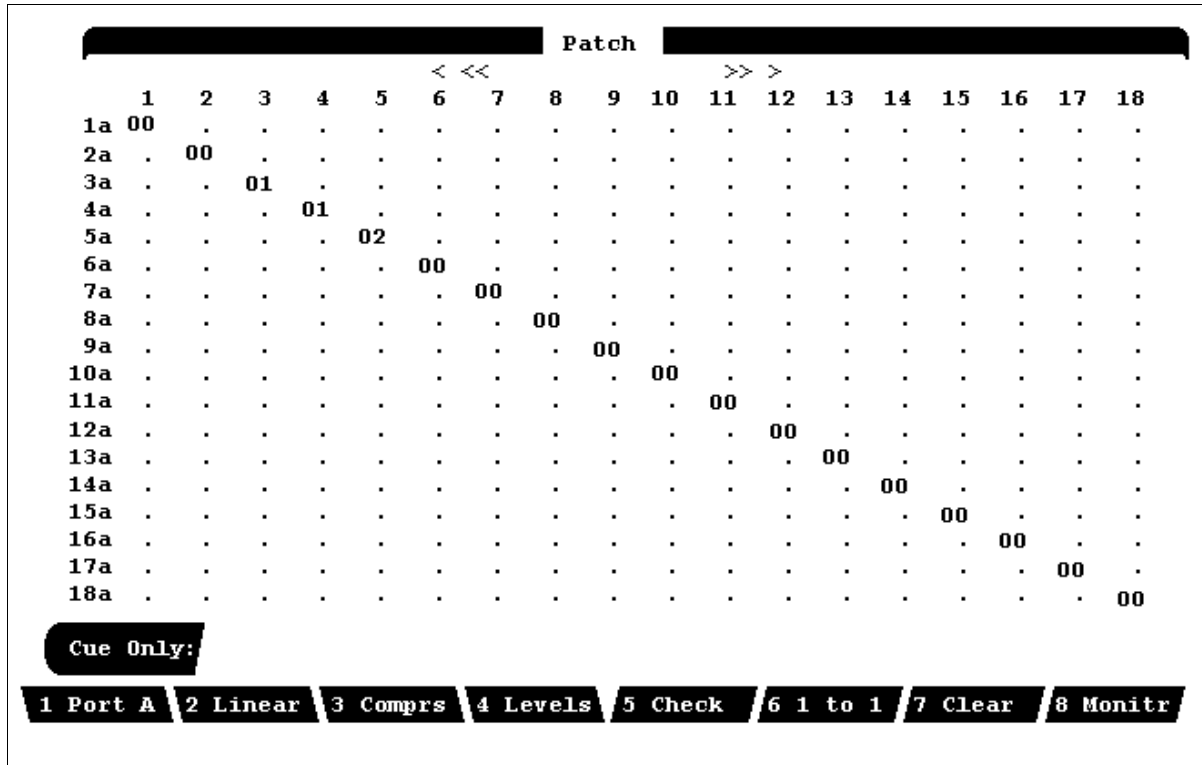 Patch
< << >> >
1 2 3 4 5 6 7 8 9 10 11 12 13 14 15 16 17 18
1a 00 . . . . . . . . . . . . . . . . .
2a . 00 . . . . . . . . . . . . . . . .
3a . . 01 . . . . . . . . . . . . . . .
4a . . . 01 . . . . . . . . . . . . . .
5a . . . . 02 . . . . . . . . . . . . .
6a . . . . . 00 . . . . . . . . . . . .
7a . . . . . . 00 . . . . . . . . . . .
8a . . . . . . . 00 . . . . . . . . . .
9a . . . . . . . . 00 . . . . . . . . .
10a . . . . . . . . . 00 . . . . . . . .
11a . . . . . . . . . . 00 . . . . . . .
12a . . . . . . . . . . . 00 . . . . . .
13a . . . . . . . . . . . . 00 . . . . .
14a . . . . . . . . . . . . . 00 . . . .
15a . . . . . . . . . . . . . . 00 . . .
16a . . . . . . . . . . . . . . . 00 . .
17a . . . . . . . . . . . . . . . . 00 .
18a . . . . . . . . . . . . . . . . . 00
Cue Only:
1 Port A 2 Linear 3 Comprs 4 Levels 5 Check 6 1 to 1 7 Clear 8 Monitr